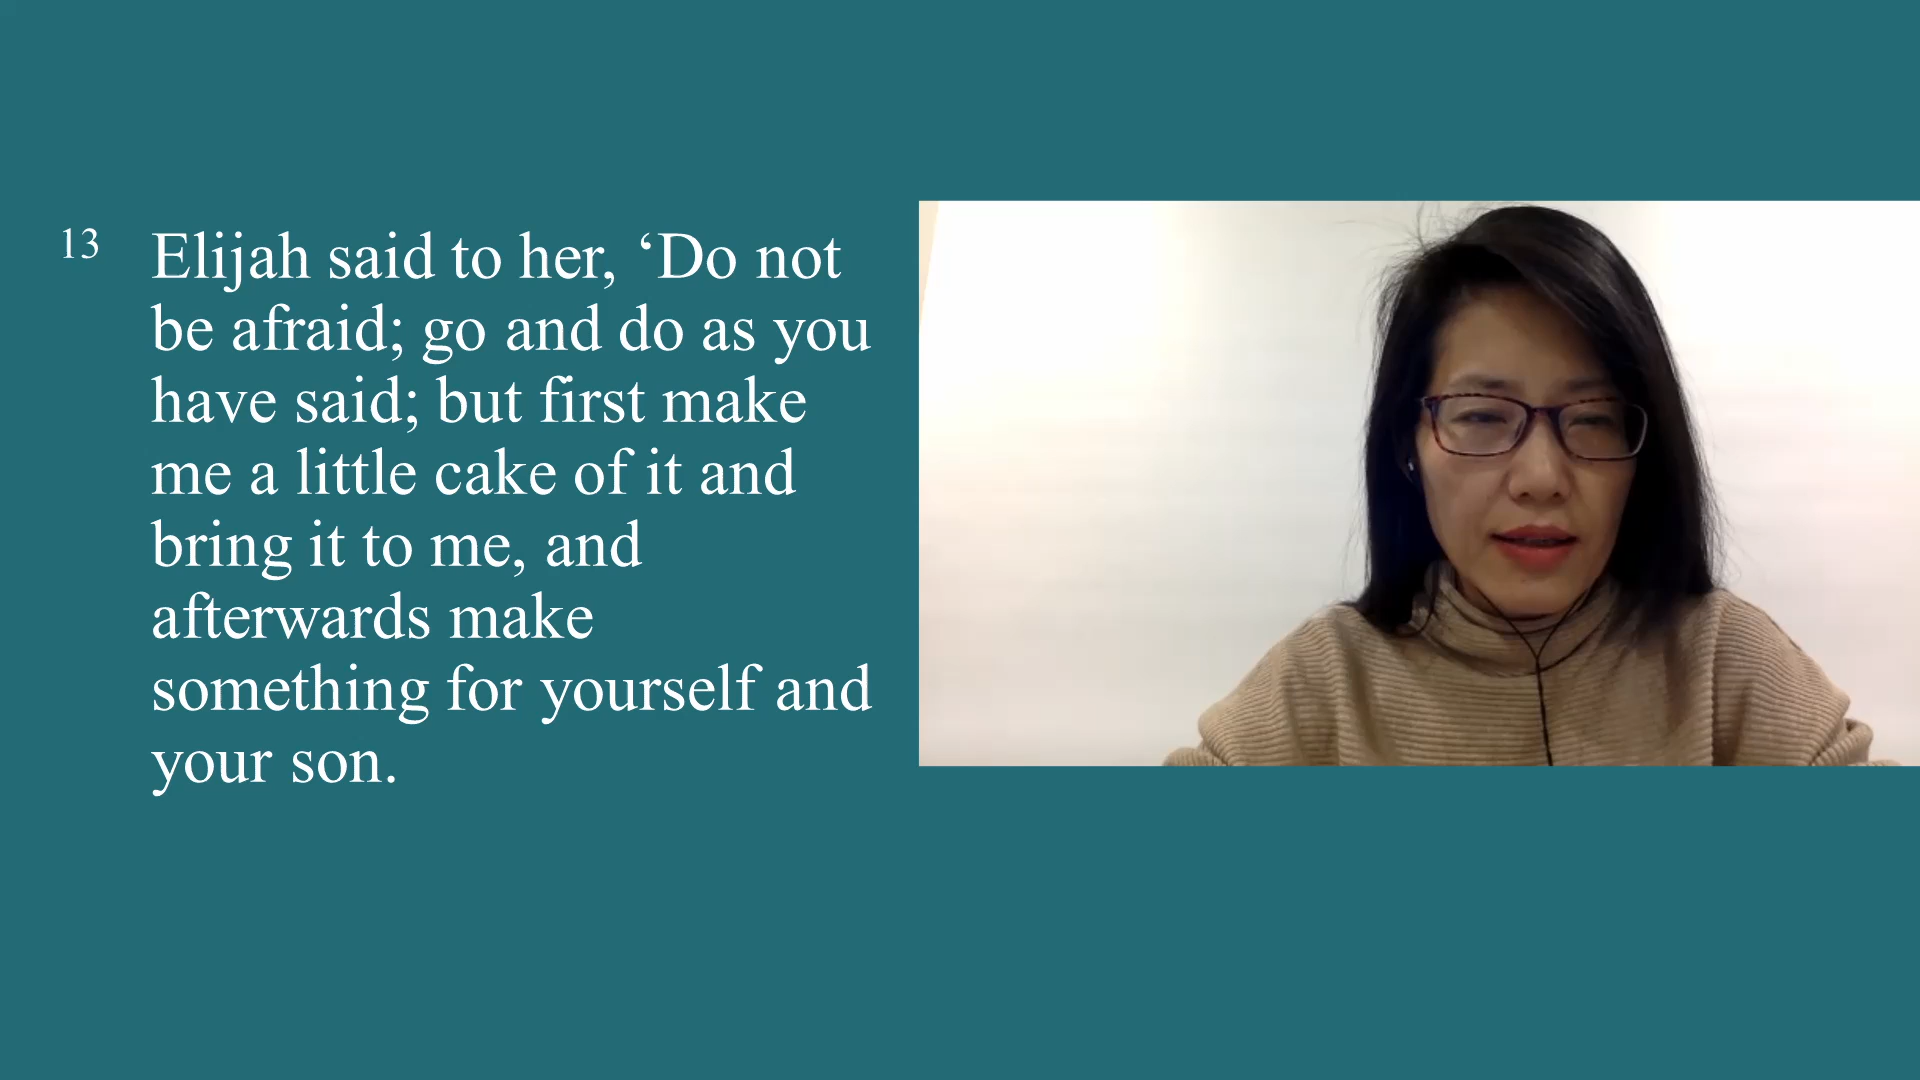 13 Elijah said to her, ‘Do not
be afraid; go and do as you
have said; but first make
me a little cake of it and
bring it to me, and
afterwards make
something for yourself and
your son.